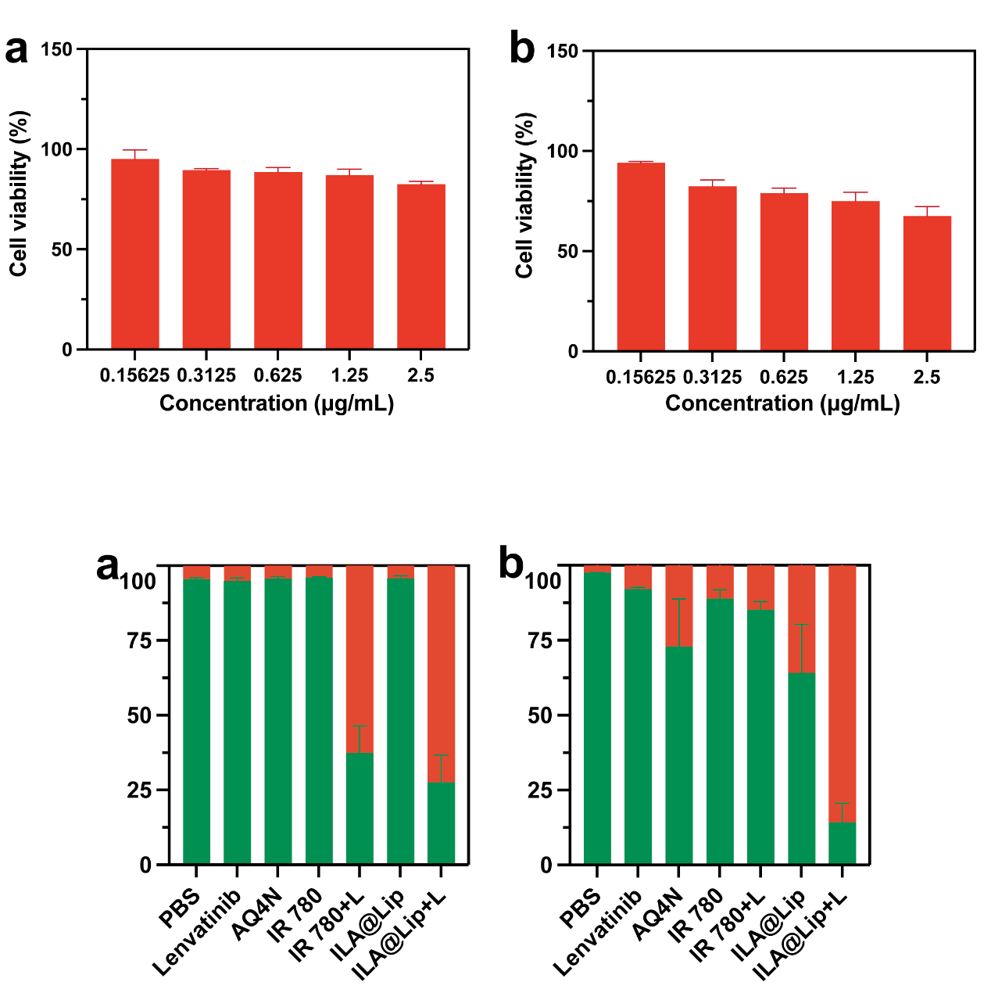 a
150
100
50
0
Cell viability (%)
0.15625 0.3125 0.625 1.25 2.5
Concentration (µg/mL)
b
150
100
50
0
Cell viability (%)
0.15625 0.3125 0.625 1.25 2.5
Concentration (µg/mL)
a
100
75
50
25
0
PBS
Lenvatinib
AQ4N
IR 780
IR 780+L
ILA@Lip
ILA@Lip+L
b
100
75
50
25
0
PBS
Lenvatinib
AQ4N
IR 780
IR 780+L
ILA@Lip
ILA@Lip+L